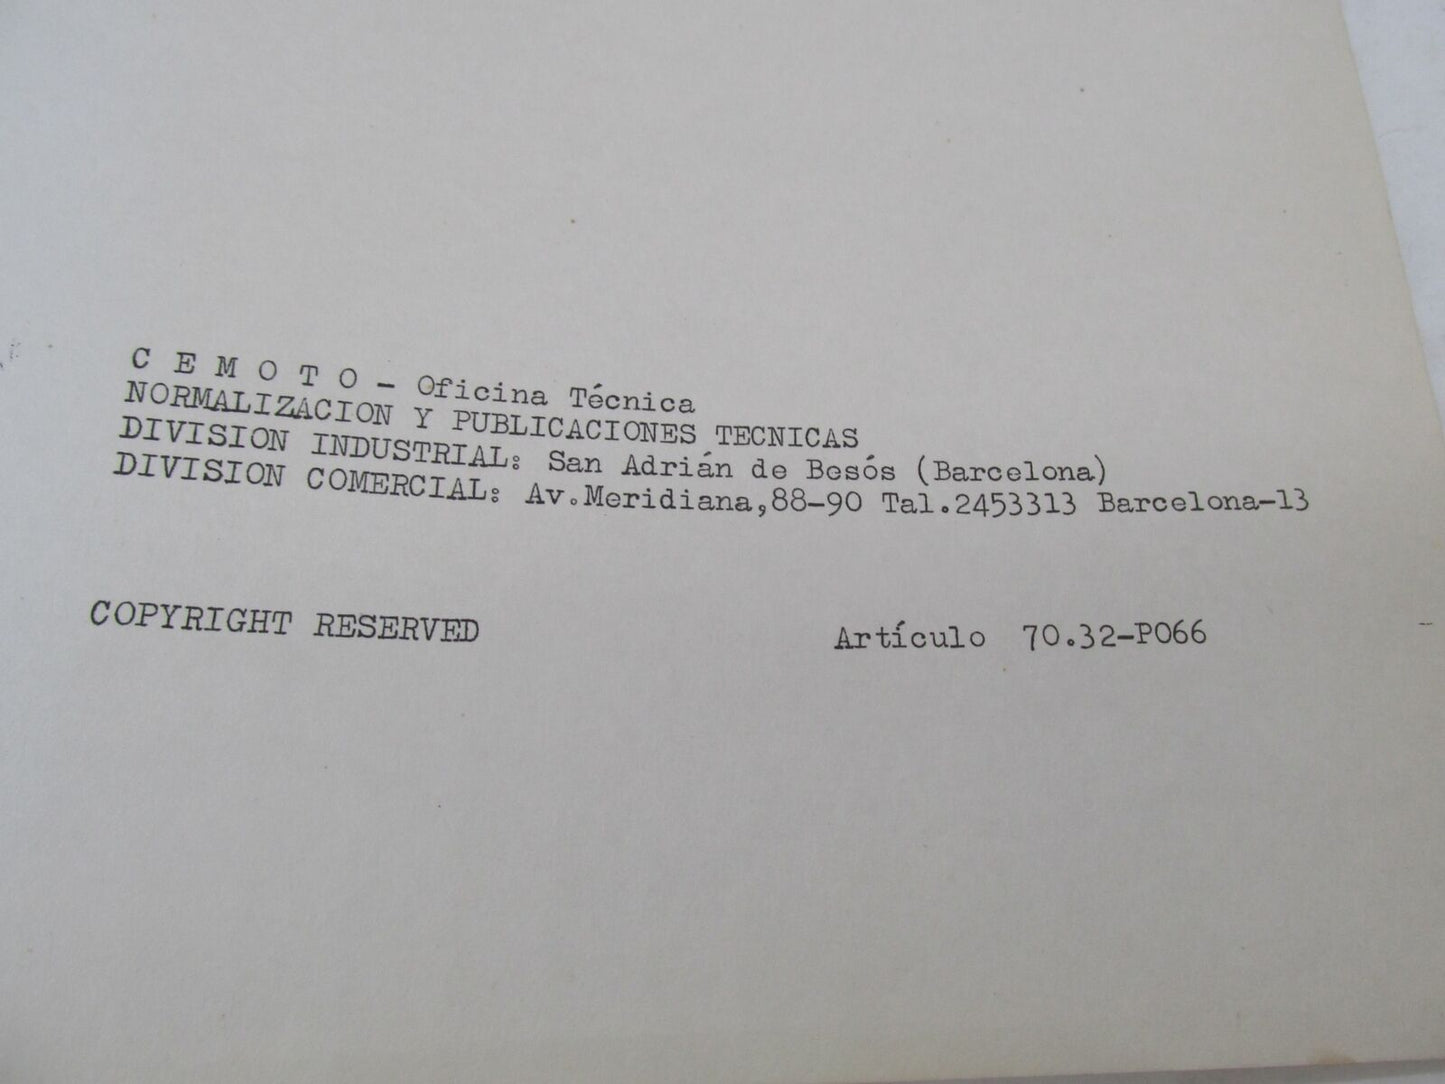 C E M O T O - Oficina Técnica
NORMALIZACION Y PUBLICACIONES TECNICAS
DIVISION INDUSTRIAL: San Adrián de Besós (Barcelona)
DIVISION COMERCIAL: Av.Meridiana,88-90 Tal.2453313 Barcelona-13
COPYRIGHT RESERVED Artículo 70.32-P066